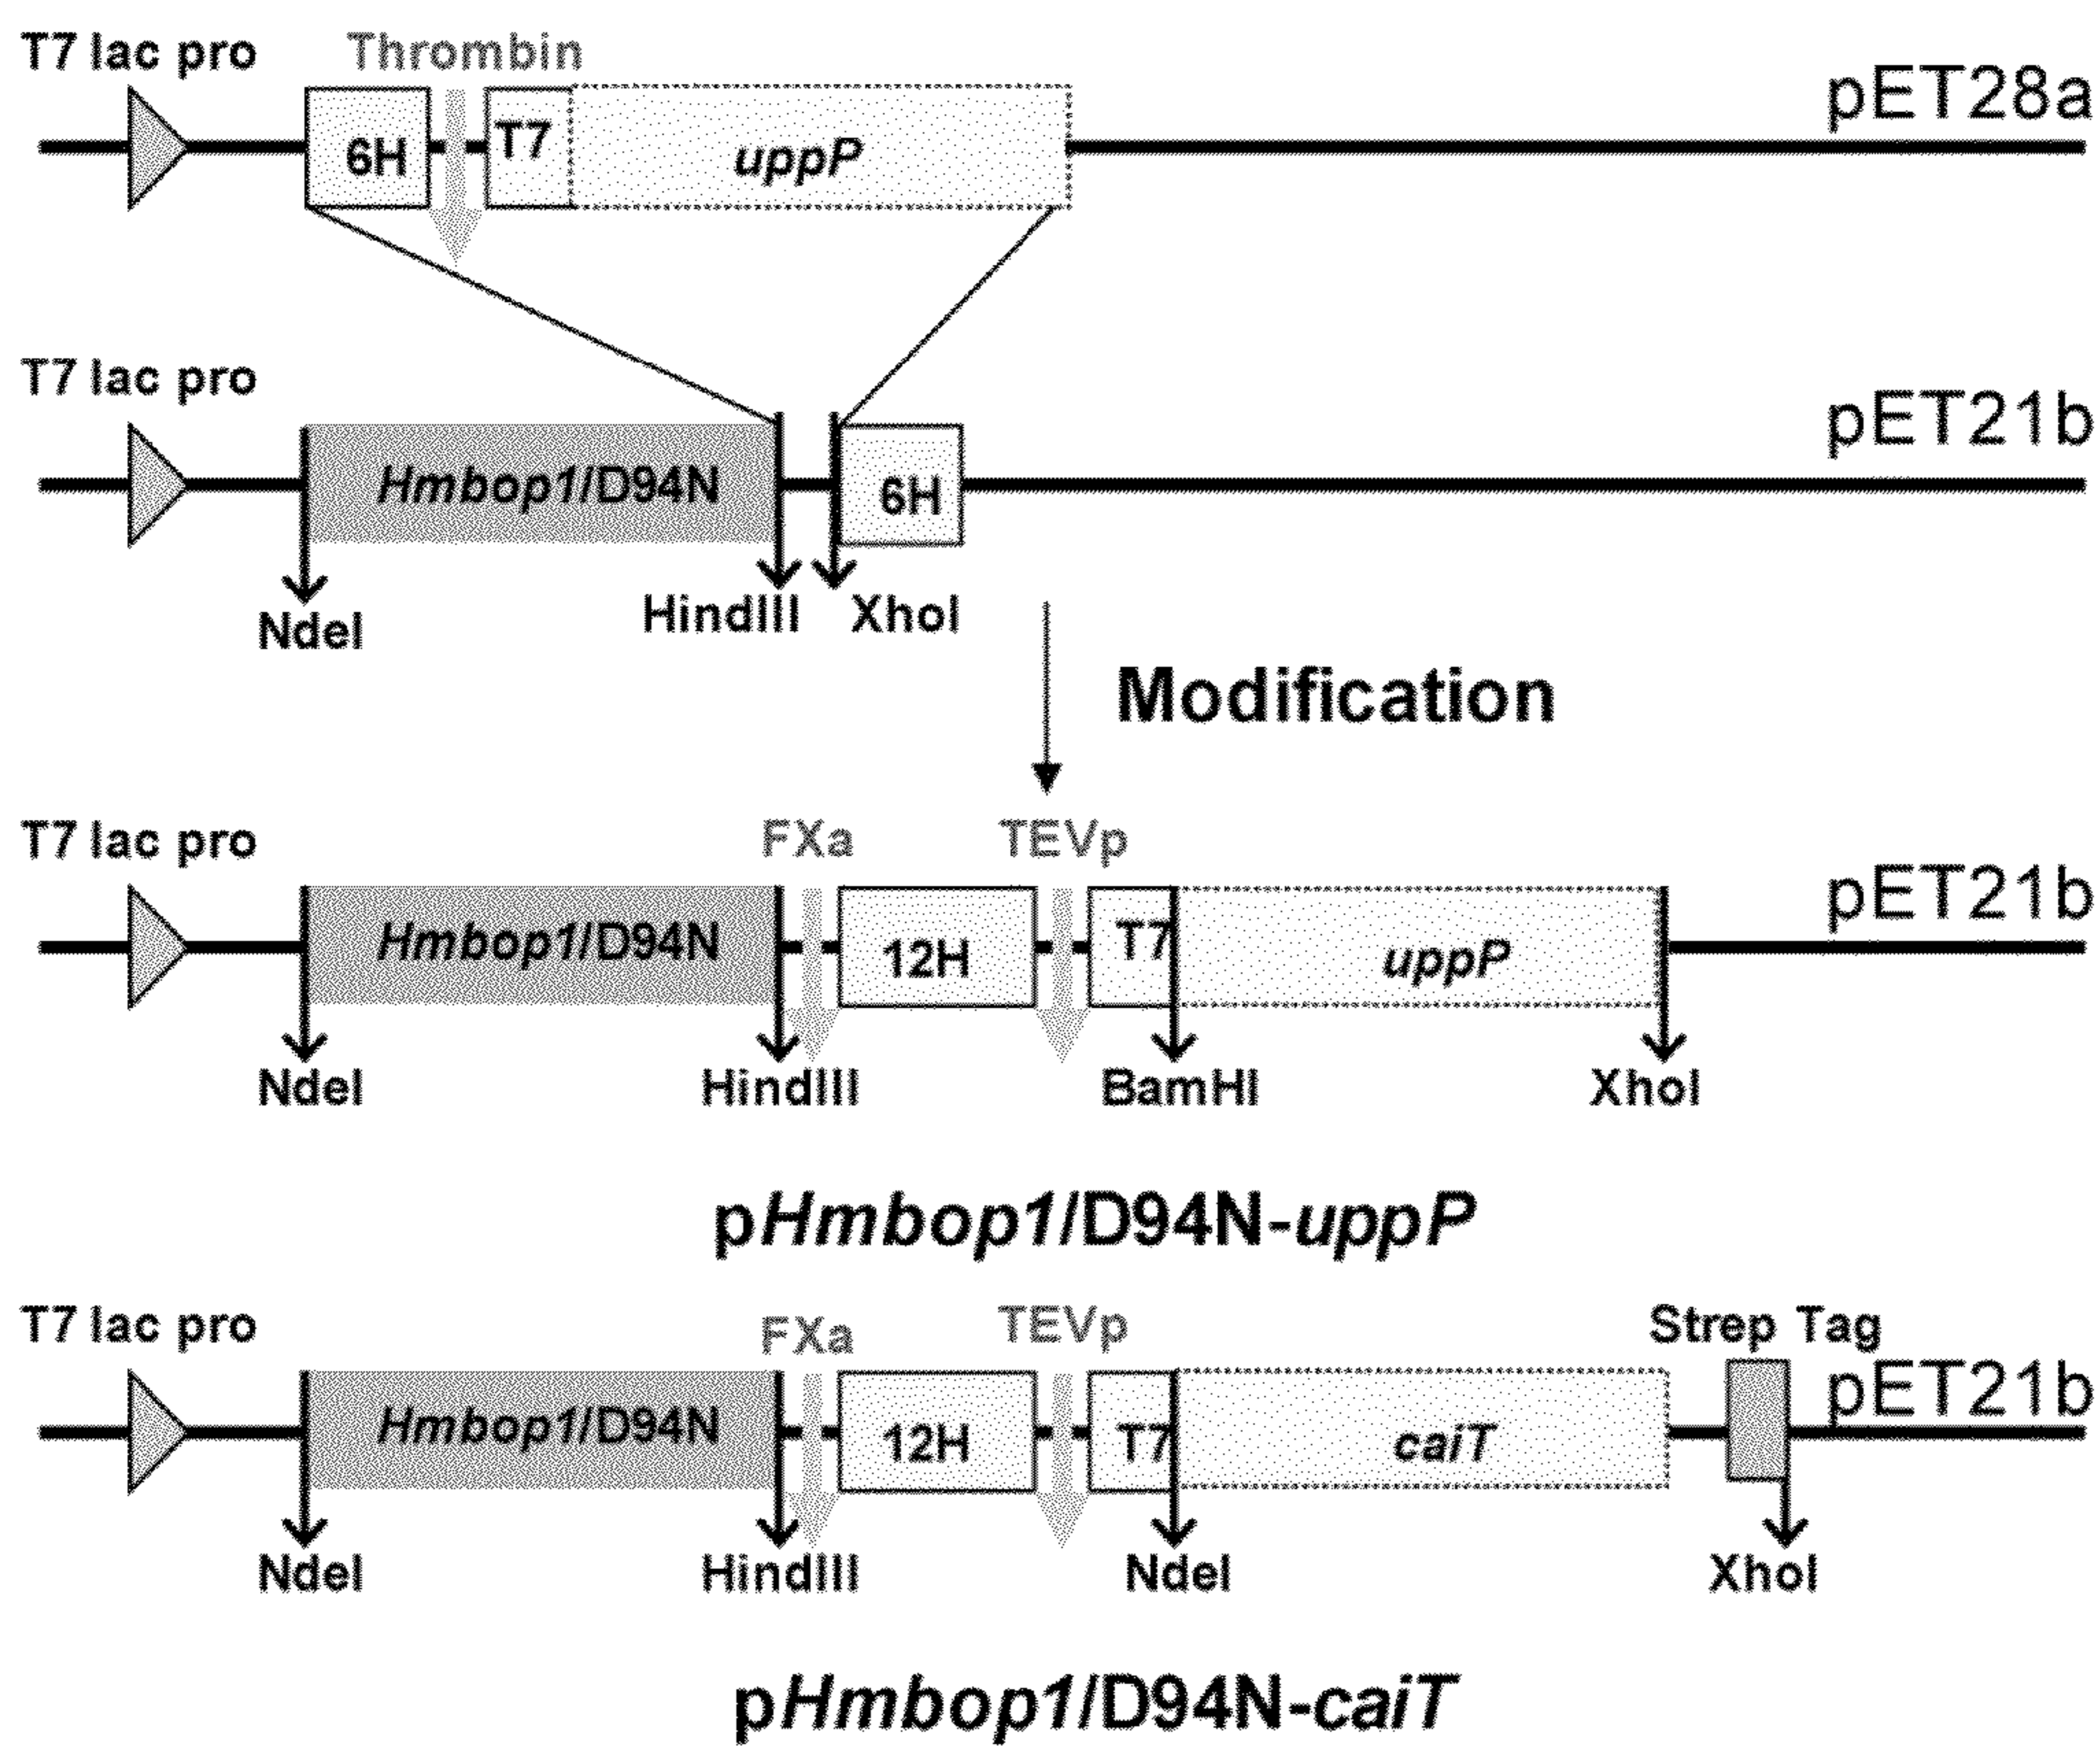 T7 lac pro Thrombin
pET28a
6H T7 uppP
T7 lac pro
pET21b
Hmbop1/D94N 6H
NdeI HindIII XhoI
Modification
T7 lac pro FXa TEVp
pET21b
Hmbop1/D94N 12H T7 uppP
NdeI HindIII BamHI XhoI
pHmbop1/D94N-uppP
T7 lac pro FXa TEVp Strep Tag
pET21b
Hmbop1/D94N 12H T7 caiT
NdeI HindIII NdeI XhoI
pHmbop1/D94N-caiT